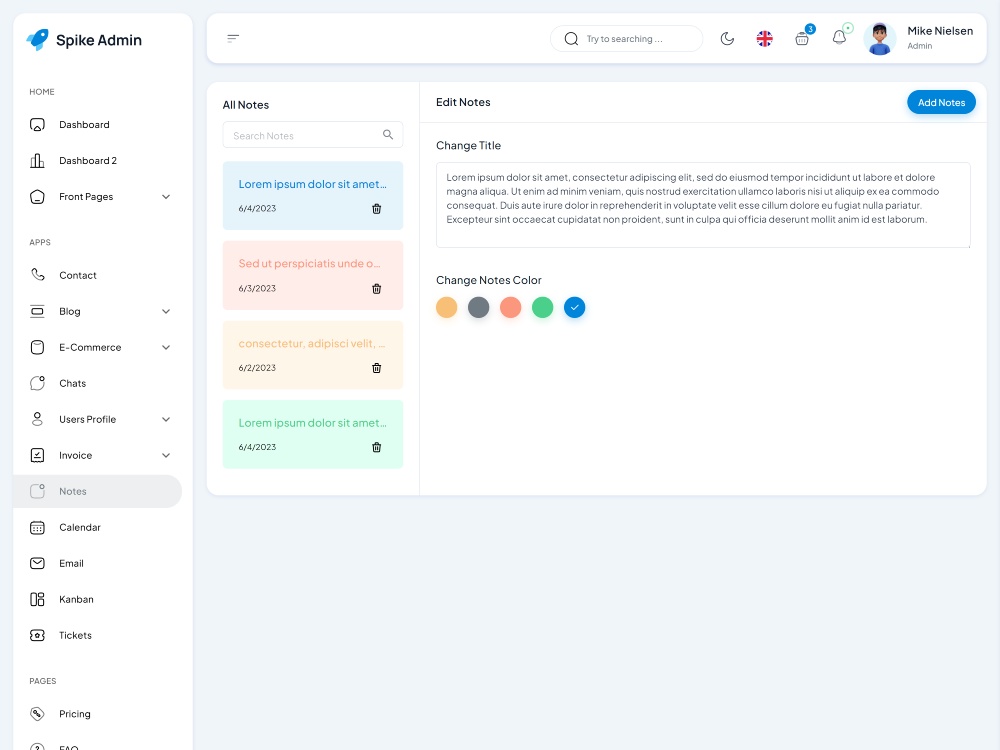 Spike Admin
HOME
Dashboard
Dashboard 2
Front Pages
APPS
Contact
Blog
E-Commerce
Chats
Users Profile
Invoice
Notes
Calendar
Email
Kanban
Tickets
PAGES
Pricing
FAQ
Try to searching ...
3
Mike Nielsen
Admin
All Notes
Search Notes
Lorem ipsum dolor sit amet...
6/4/2023
Sed ut perspiciatis unde o...
6/3/2023
consectetur, adipisci velit, ...
6/2/2023
Lorem ipsum dolor sit amet...
6/4/2023
Edit Notes
Add Notes
Change Title
Lorem ipsum dolor sit amet, consectetur adipiscing elit, sed do eiusmod tempor incididunt ut labore et dolore
magna aliqua. Ut enim ad minim veniam, quis nostrud exercitation ullamco laboris nisi ut aliquip ex ea commodo
consequat. Duis aute irure dolor in reprehenderit in voluptate velit esse cillum dolore eu fugiat nulla pariatur.
Excepteur sint occaecat cupidatat non proident, sunt in culpa qui officia deserunt mollit anim id est laborum.
Change Notes Color